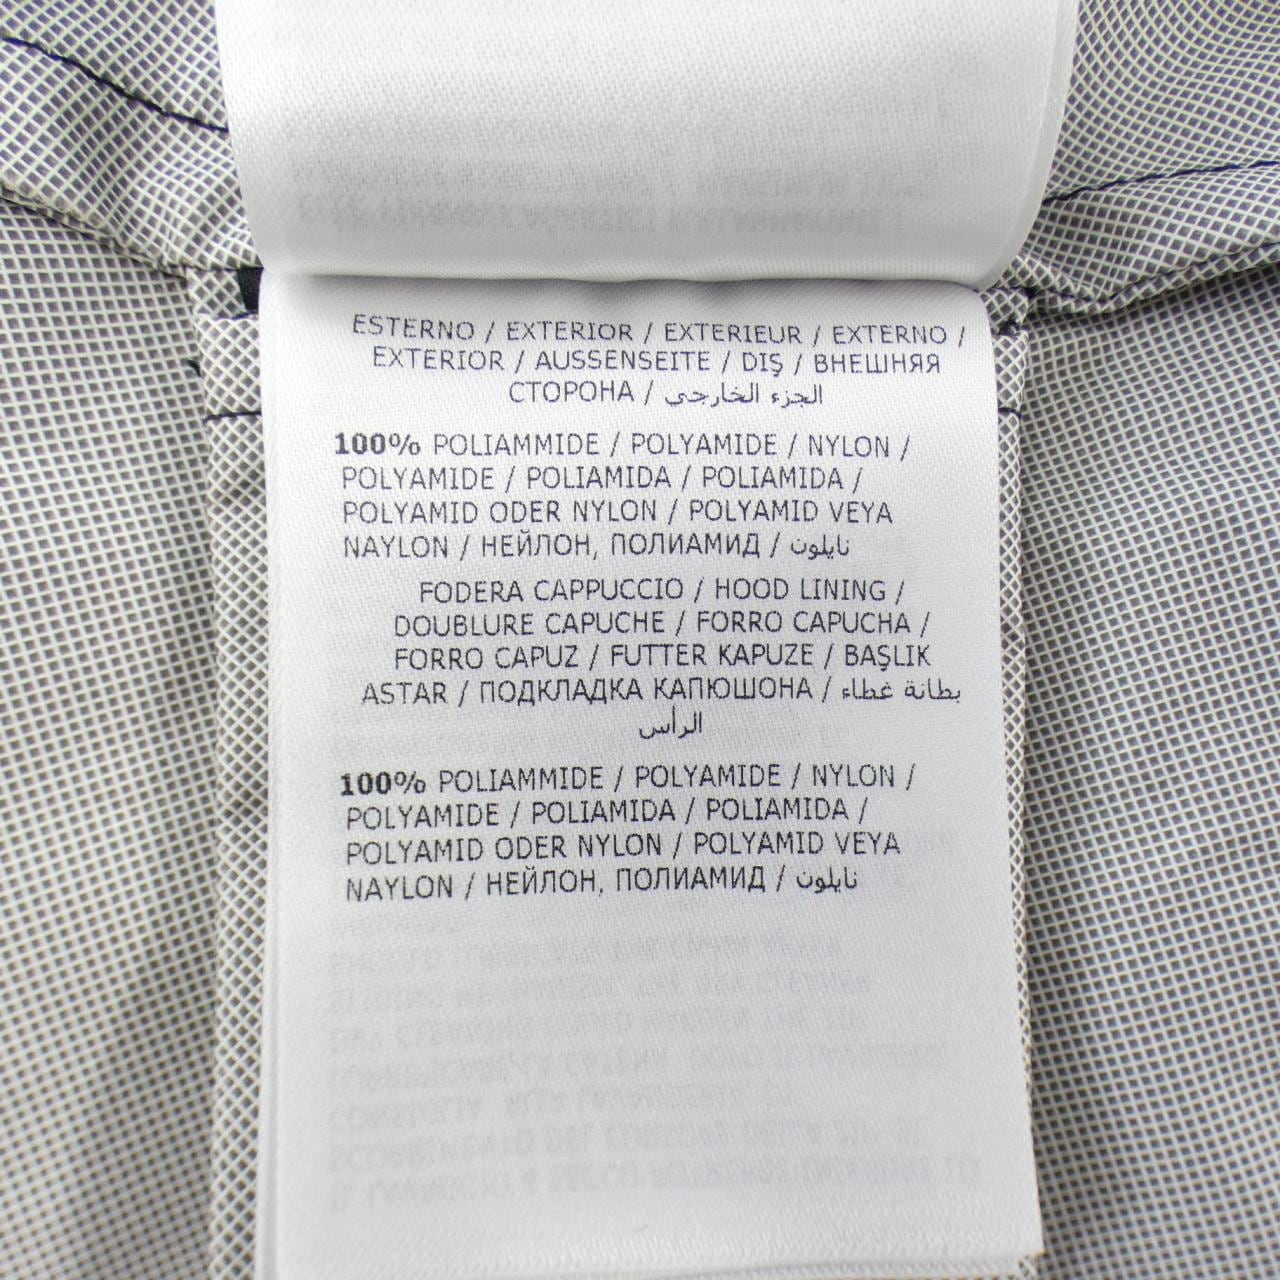 ESTERNO / EXTERIOR / EXTERIEUR / EXTERNO /
EXTERIOR / AUSSENSEITE / DIŞ / ВНЕШНЯЯ
СТОРОНА / الجزء الخارجي
100% POLIAMMIDE / POLYAMIDE / NYLON /
POLYAMIDE / POLIAMIDA / POLIAMIDA /
POLYAMID ODER NYLON / POLYAMID VEYA
NAYLON / НЕЙЛОН, ПОЛИАМИД / نايلون
FODERA CAPPUCCIO / HOOD LINING /
DOUBLURE CAPUCHE / FORRO CAPUCHA /
FORRO CAPUZ / FUTTER KAPUZE / BAŞLIK
ASTAR / ПОДКЛАДКА КАПЮШОНА / بطانة غطاء
الرأس
100% POLIAMMIDE / POLYAMIDE / NYLON /
POLYAMIDE / POLIAMIDA / POLIAMIDA /
POLYAMID ODER NYLON / POLYAMID VEYA
NAYLON / НЕЙЛОН, ПОЛИАМИД / نايلون